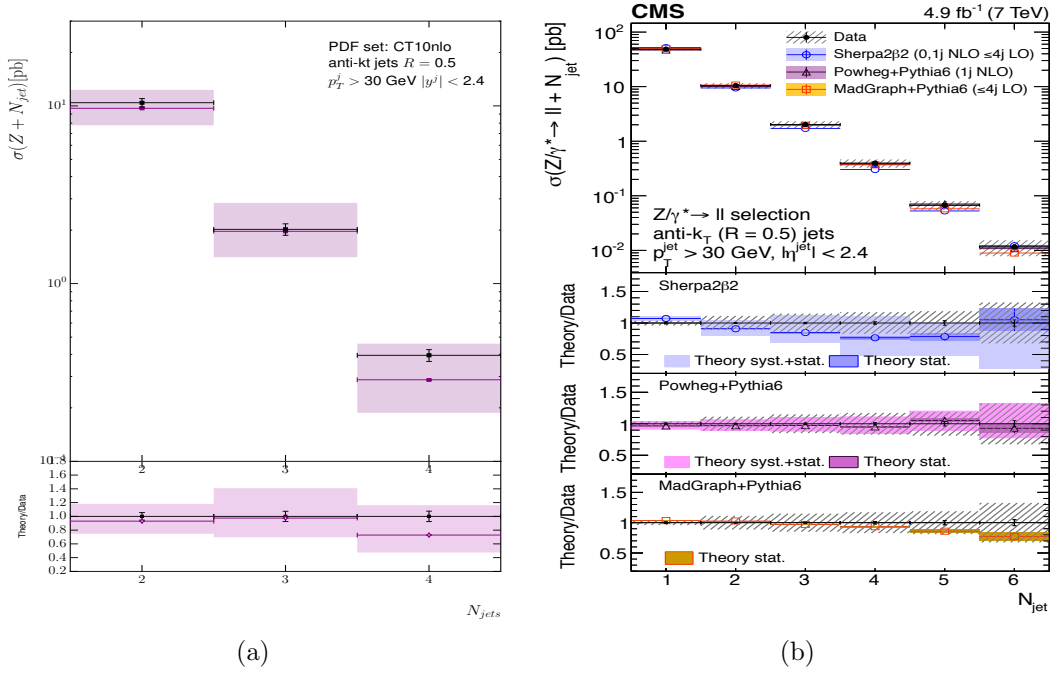 PDF set: CT10nlo
anti-kt jets R = 0.5
p_T^j > 30 GeV |y^j| < 2.4
σ(Z + N_jet)[pb]
10^1
10^0
10^-1
2
3
4
1.8
1.6
1.4
1.2
1.0
0.8
0.6
0.4
0.2
Theory/Data
2
3
4
N_jets
(a)
CMS
4.9 fb^-1 (7 TeV)
Data
Sherpa2β2 (0,1j NLO ≤4j LO)
Powheg+Pythia6 (1j NLO)
MadGraph+Pythia6 (≤4j LO)
σ(Z/γ*→ ll + N_jet) [pb]
10^2
10
1
10^-1
10^-2
Z/γ*→ ll selection
anti-k_T (R = 0.5) jets
p_T^jet > 30 GeV, |η^jet| < 2.4
Sherpa2β2
Theory/Data
1.5
1
0.5
Theory syst.+stat.
Theory stat.
Powheg+Pythia6
Theory/Data
1.5
1
0.5
Theory syst.+stat.
Theory stat.
MadGraph+Pythia6
Theory/Data
1.5
1
0.5
Theory stat.
1
2
3
4
5
6
N_jet
(b)